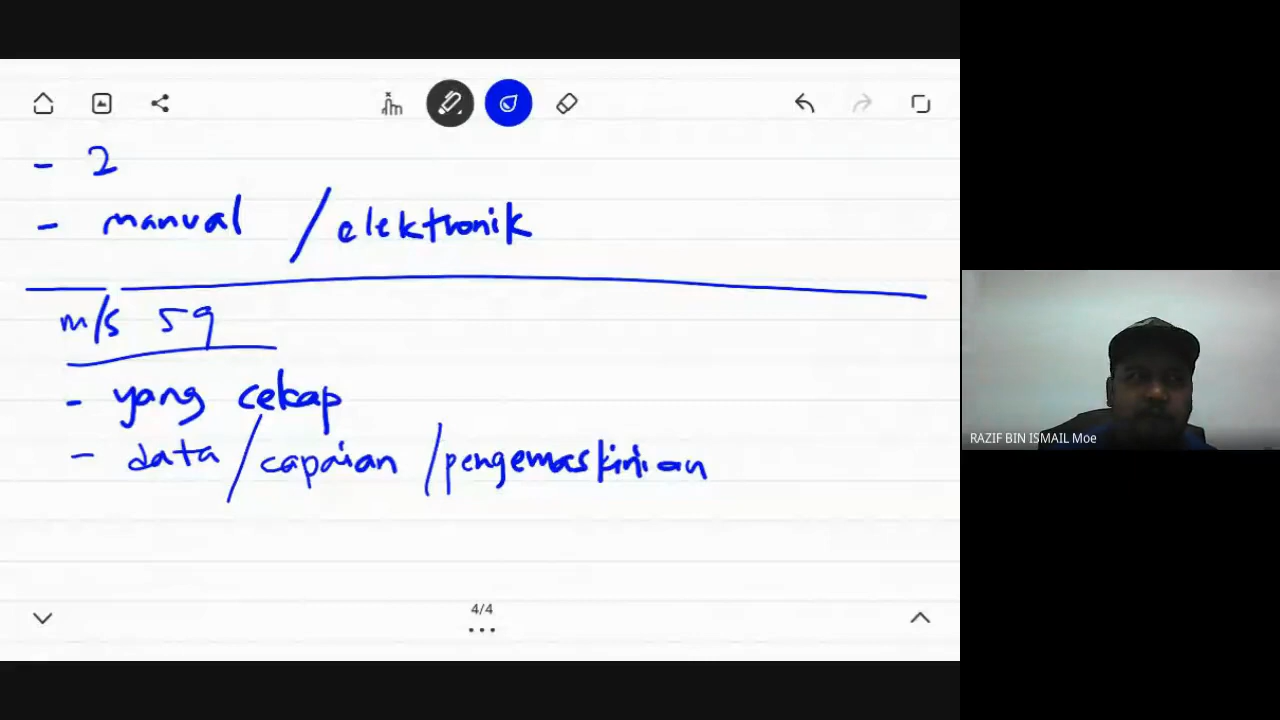 - 2
- manual / elektronik
m/s 59
- yang cekap
- data / capaian / pengemaskinian
4/4
RAZIF BIN ISMAIL Moe